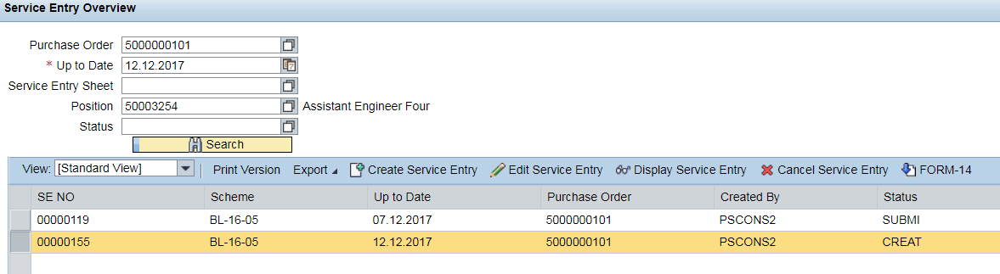 Service Entry Overview
Purchase Order 5000000101
* Up to Date 12.12.2017
Service Entry Sheet
Position 50003254 Assistant Engineer Four
Status
Search
View: [Standard View] Print Version Export Create Service Entry Edit Service Entry Display Service Entry Cancel Service Entry FORM-14
SE NO Scheme Up to Date Purchase Order Created By Status
00000119 BL-16-05 07.12.2017 5000000101 PSCONS2 SUBMI
00000155 BL-16-05 12.12.2017 5000000101 PSCONS2 CREAT